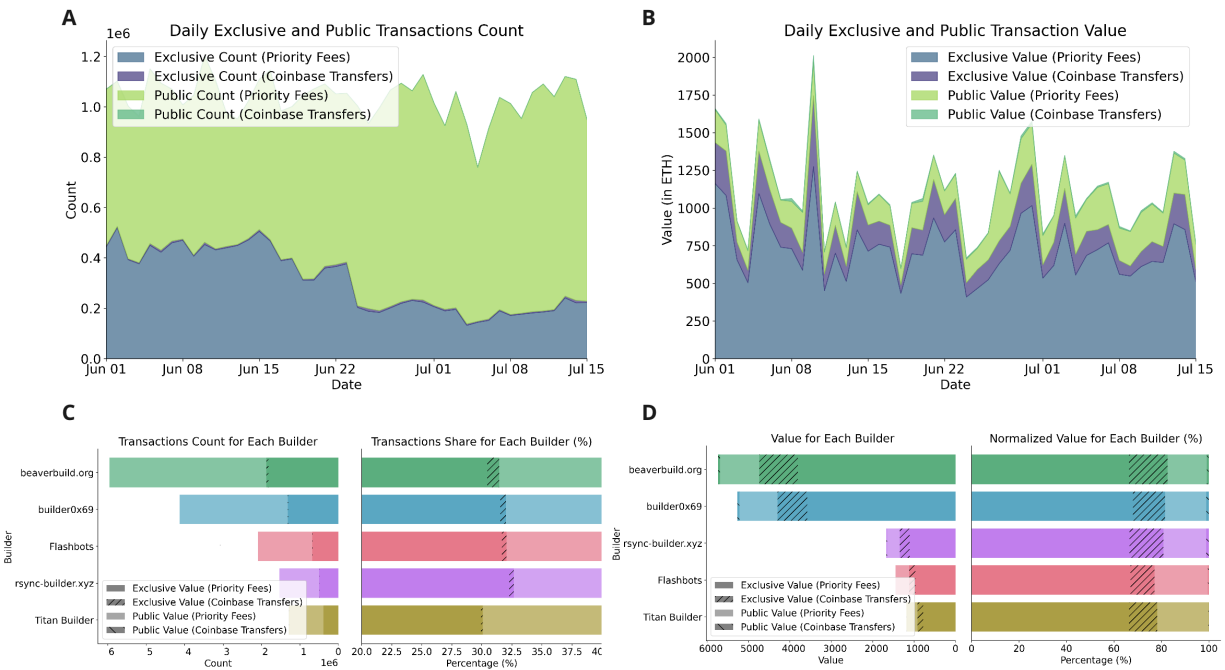 A
Daily Exclusive and Public Transactions Count
1e6
Exclusive Count (Priority Fees)
Exclusive Count (Coinbase Transfers)
Public Count (Priority Fees)
Public Count (Coinbase Transfers)
1.2
1.0
0.8
0.6
0.4
0.2
0.0
Count
Jun 01 Jun 08 Jun 15 Jun 22 Jul 01 Jul 08 Jul 15
Date
B
Daily Exclusive and Public Transaction Value
Exclusive Value (Priority Fees)
Exclusive Value (Coinbase Transfers)
Public Value (Priority Fees)
Public Value (Coinbase Transfers)
2000
1750
1500
1250
1000
750
500
250
0
Value (in ETH)
Jun 01 Jun 08 Jun 15 Jun 22 Jul 01 Jul 08 Jul 15
Date
C
Transactions Count for Each Builder
Transactions Share for Each Builder (%)
beaverbuild.org
builder0x69
Flashbots
rsync-builder.xyz
Titan Builder
Builder
Exclusive Value (Priority Fees)
Exclusive Value (Coinbase Transfers)
Public Value (Priority Fees)
Public Value (Coinbase Transfers)
6 5 4 3 2 1 0
Count
1e6
20.0 22.5 25.0 27.5 30.0 32.5 35.0 37.5 40
Percentage (%)
D
Value for Each Builder
Normalized Value for Each Builder (%)
beaverbuild.org
builder0x69
rsync-builder.xyz
Flashbots
Titan Builder
Builder
Exclusive Value (Priority Fees)
Exclusive Value (Coinbase Transfers)
Public Value (Priority Fees)
Public Value (Coinbase Transfers)
6000 5000 4000 3000 2000 1000 0
Value
0 20 40 60 80 100
Percentage (%)